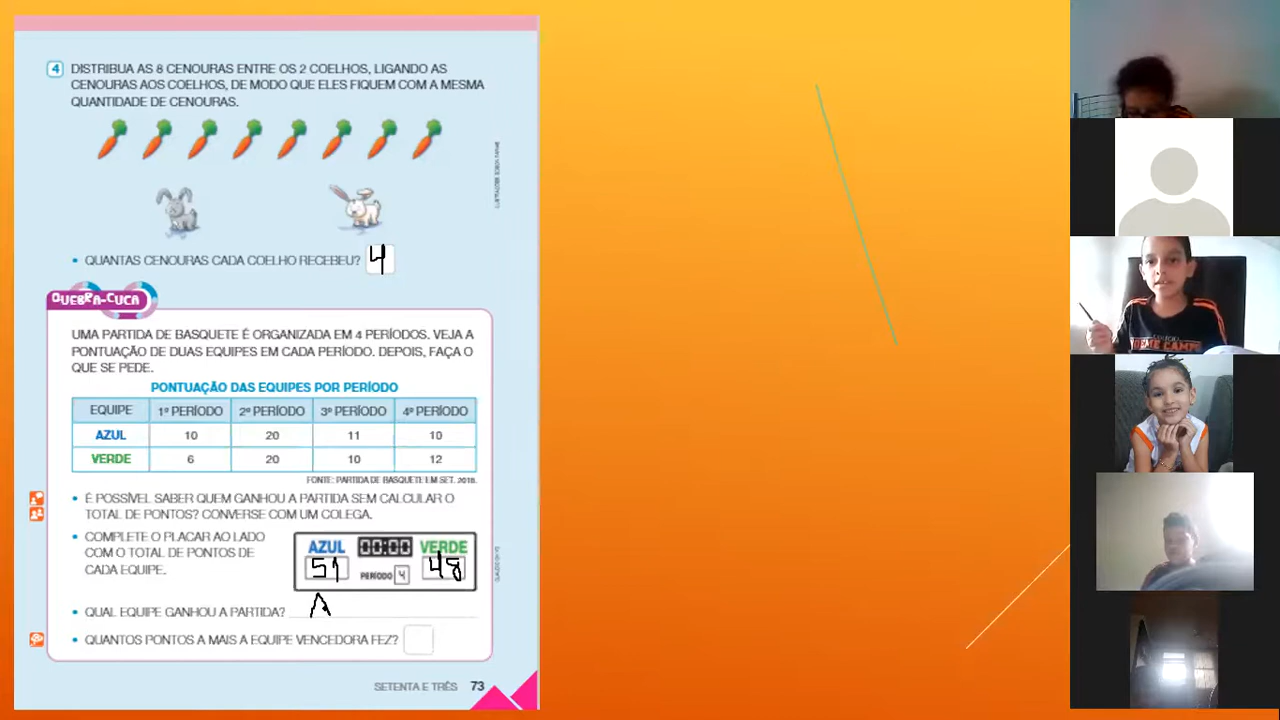 4 DISTRIBUA AS 8 CENOURAS ENTRE OS 2 COELHOS, LIGANDO AS
CENOURAS AOS COELHOS, DE MODO QUE ELES FIQUEM COM A MESMA
QUANTIDADE DE CENOURAS.
• QUANTAS CENOURAS CADA COELHO RECEBEU? 4
QUEBRA-CUCA
UMA PARTIDA DE BASQUETE É ORGANIZADA EM 4 PERÍODOS. VEJA A
PONTUAÇÃO DE DUAS EQUIPES EM CADA PERÍODO. DEPOIS, FAÇA O
QUE SE PEDE.
PONTUAÇÃO DAS EQUIPES POR PERÍODO
EQUIPE 1º PERÍODO 2º PERÍODO 3º PERÍODO 4º PERÍODO
AZUL 10 20 11 10
VERDE 6 20 10 12
FONTE: PARTIDA DE BASQUETE EM SET. 2018.
• É POSSÍVEL SABER QUEM GANHOU A PARTIDA SEM CALCULAR O
TOTAL DE PONTOS? CONVERSE COM UM COLEGA.
• COMPLETE O PLACAR AO LADO
COM O TOTAL DE PONTOS DE
CADA EQUIPE.
AZUL 00:00 VERDE
51 PERÍODO 4 48
• QUAL EQUIPE GANHOU A PARTIDA? A
• QUANTOS PONTOS A MAIS A EQUIPE VENCEDORA FEZ?
SETENTA E TRÊS 73